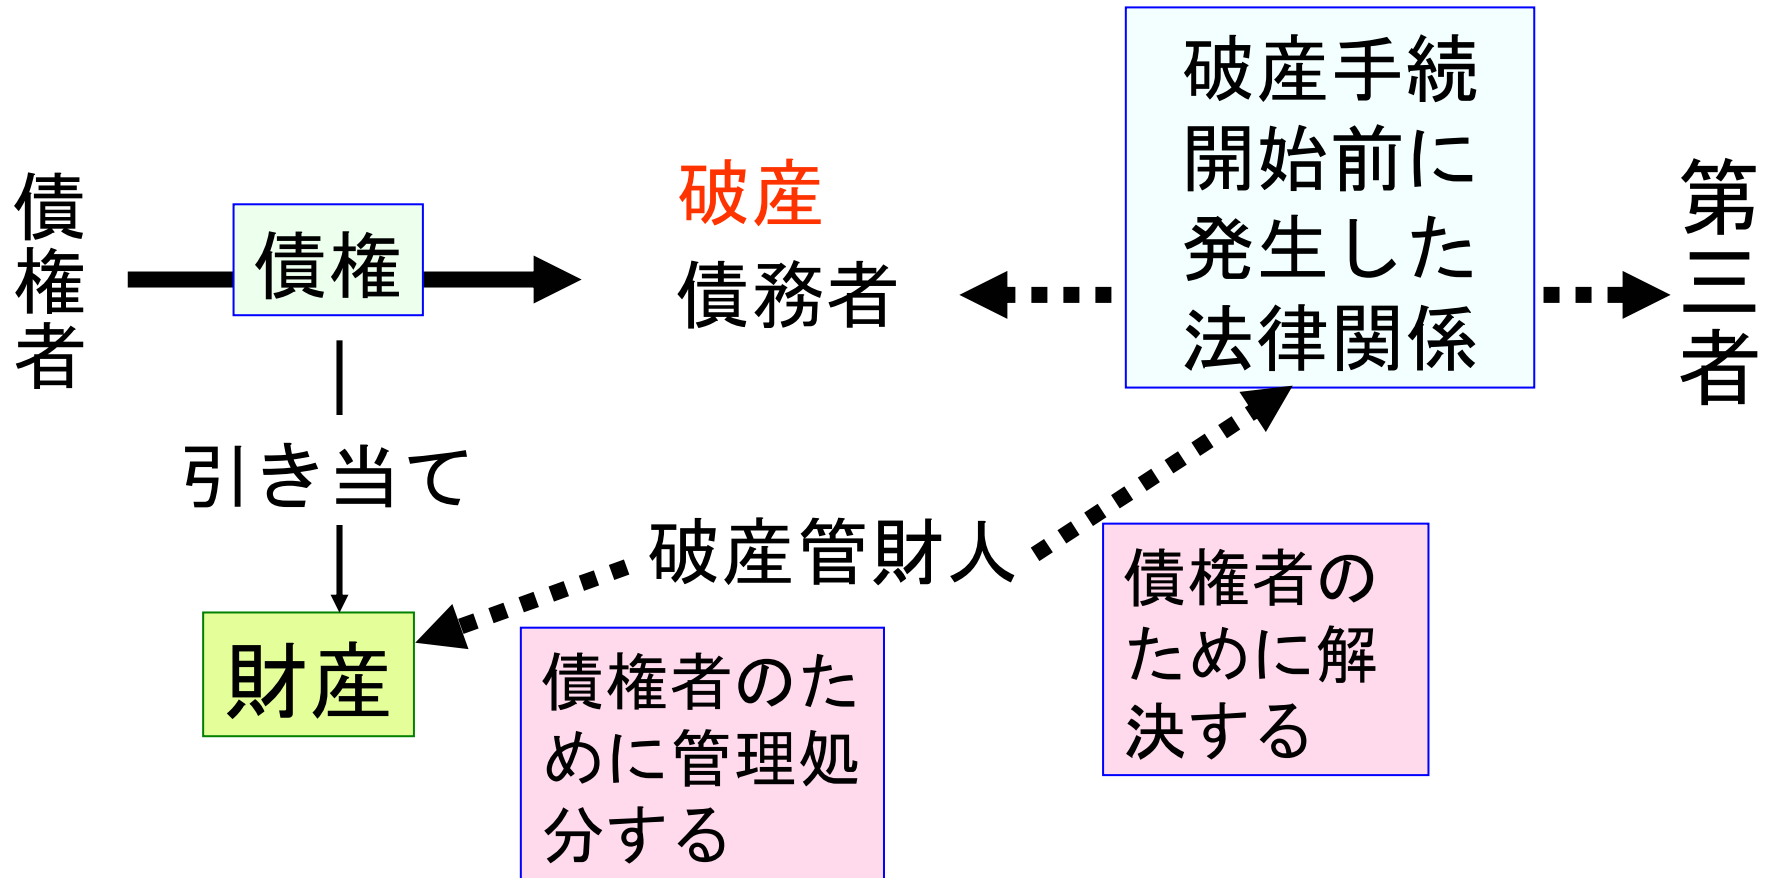 債権者
債権
破産
債務者
破産手続
開始前に
発生した
法律関係
第三者
引き当て
破産管財人
財産
債権者のた
めに管理処
分する
債権者の
ために解
決する